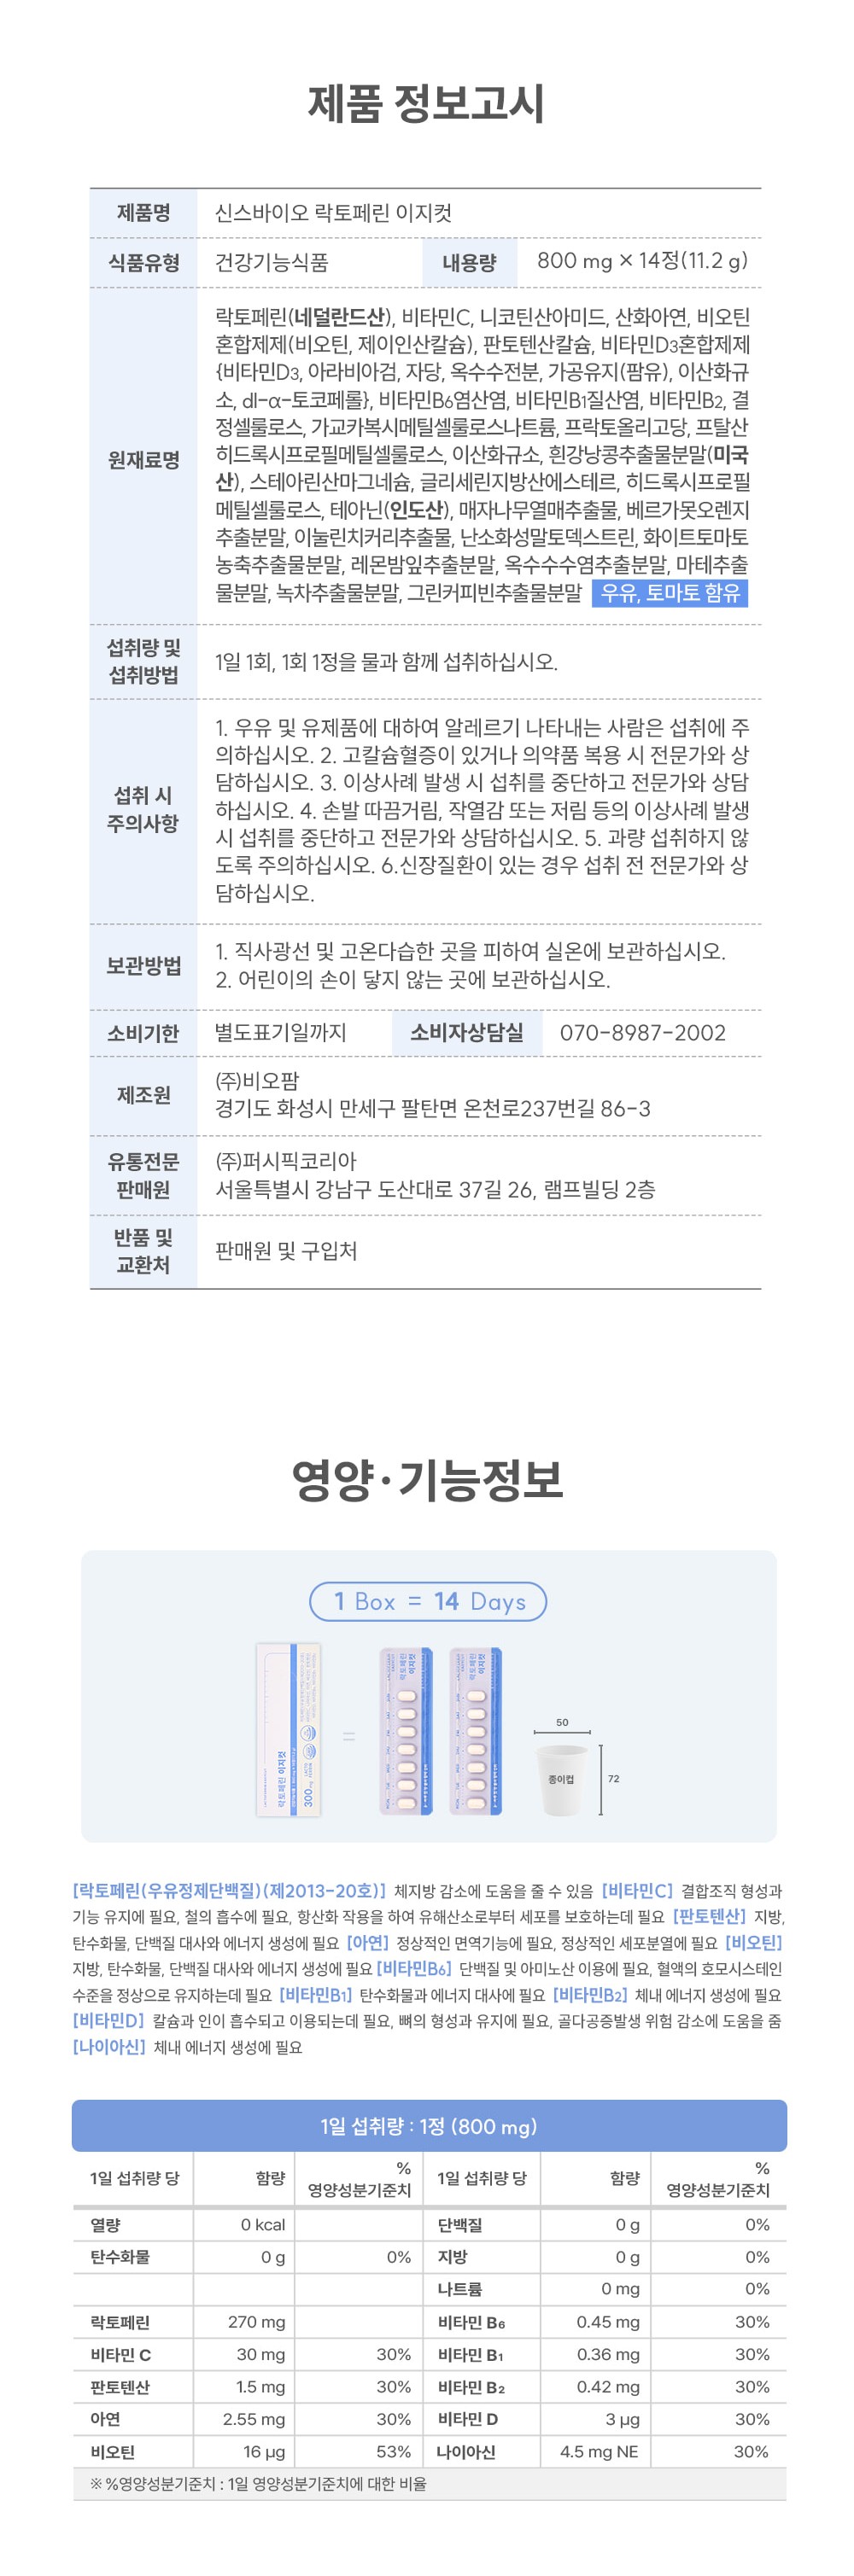 제품 정보고시
제품명 신스바이오 락토페린 이지컷
식품유형 건강기능식품 내용량 800 mg × 14정(11.2 g)
원재료명
락토페린(네덜란드산), 비타민C, 니코틴산아미드, 산화아연, 비오틴
혼합제제(비오틴, 제이인산칼슘), 판토텐산칼슘, 비타민D3혼합제제
{비타민D3, 아라비아검, 자당, 옥수수전분, 가공유지(팜유), 이산화규
소, dl-α-토코페롤}, 비타민B6염산염, 비타민B1질산염, 비타민B2, 결
정셀룰로스, 가교카복시메틸셀룰로스나트륨, 프락토올리고당, 프탈산
히드록시프로필메틸셀룰로스, 이산화규소, 흰강낭콩추출물분말(미국
산), 스테아린산마그네슘, 글리세린지방산에스테르, 히드록시프로필
메틸셀룰로스, 테아닌(인도산), 매자나무열매추출물, 베르가못오렌지
추출분말, 이눌린치커리추출물, 난소화성말토덱스트린, 화이트토마토
농축추출물분말, 레몬밤잎추출분말, 옥수수수염추출분말, 마테추출
물분말, 녹차추출물분말, 그린커피빈추출물분말 우유, 토마토 함유
섭취량 및
섭취방법
1일 1회, 1회 1정을 물과 함께 섭취하십시오.
섭취 시
주의사항
1. 우유 및 유제품에 대하여 알레르기 나타내는 사람은 섭취에 주
의하십시오. 2. 고칼슘혈증이 있거나 의약품 복용 시 전문가와 상
담하십시오. 3. 이상사례 발생 시 섭취를 중단하고 전문가와 상담
하십시오. 4. 손발 따끔거림, 작열감 또는 저림 등의 이상사례 발생
시 섭취를 중단하고 전문가와 상담하십시오. 5. 과량 섭취하지 않
도록 주의하십시오. 6.신장질환이 있는 경우 섭취 전 전문가와 상
담하십시오.
보관방법
1. 직사광선 및 고온다습한 곳을 피하여 실온에 보관하십시오.
2. 어린이의 손이 닿지 않는 곳에 보관하십시오.
소비기한 별도표기일까지 소비자상담실 070-8987-2002
제조원
(주)비오팜
경기도 화성시 만세구 팔탄면 온천로237번길 86-3
유통전문
판매원
(주)퍼시픽코리아
서울특별시 강남구 도산대로 37길 26, 램프빌딩 2층
반품 및
교환처
판매원 및 구입처
영양·기능정보
1 Box = 14 Days
락토페린 이지컷
300mg
=
락토페린
이지컷
락토페린
이지컷
50
종이컵
72
[락토페린(우유정제단백질)(제2013-20호)] 체지방 감소에 도움을 줄 수 있음 [비타민C] 결합조직 형성과
기능 유지에 필요, 철의 흡수에 필요, 항산화 작용을 하여 유해산소로부터 세포를 보호하는데 필요 [판토텐산] 지방,
탄수화물, 단백질 대사와 에너지 생성에 필요 [아연] 정상적인 면역기능에 필요, 정상적인 세포분열에 필요 [비오틴]
지방, 탄수화물, 단백질 대사와 에너지 생성에 필요 [비타민B6] 단백질 및 아미노산 이용에 필요, 혈액의 호모시스테인
수준을 정상으로 유지하는데 필요 [비타민B1] 탄수화물과 에너지 대사에 필요 [비타민B2] 체내 에너지 생성에 필요
[비타민D] 칼슘과 인이 흡수되고 이용되는데 필요, 뼈의 형성과 유지에 필요, 골다공증발생 위험 감소에 도움을 줌
[나이아신] 체내 에너지 생성에 필요
1일 섭취량 : 1정 (800 mg)
1일 섭취량 당 함량 % 영양성분기준치 1일 섭취량 당 함량 % 영양성분기준치
열량 0 kcal 단백질 0 g 0%
탄수화물 0 g 0% 지방 0 g 0%
나트륨 0 mg 0%
락토페린 270 mg 비타민 B6 0.45 mg 30%
비타민 C 30 mg 30% 비타민 B1 0.36 mg 30%
판토텐산 1.5 mg 30% 비타민 B2 0.42 mg 30%
아연 2.55 mg 30% 비타민 D 3 µg 30%
비오틴 16 µg 53% 나이아신 4.5 mg NE 30%
※ %영양성분기준치 : 1일 영양성분기준치에 대한 비율